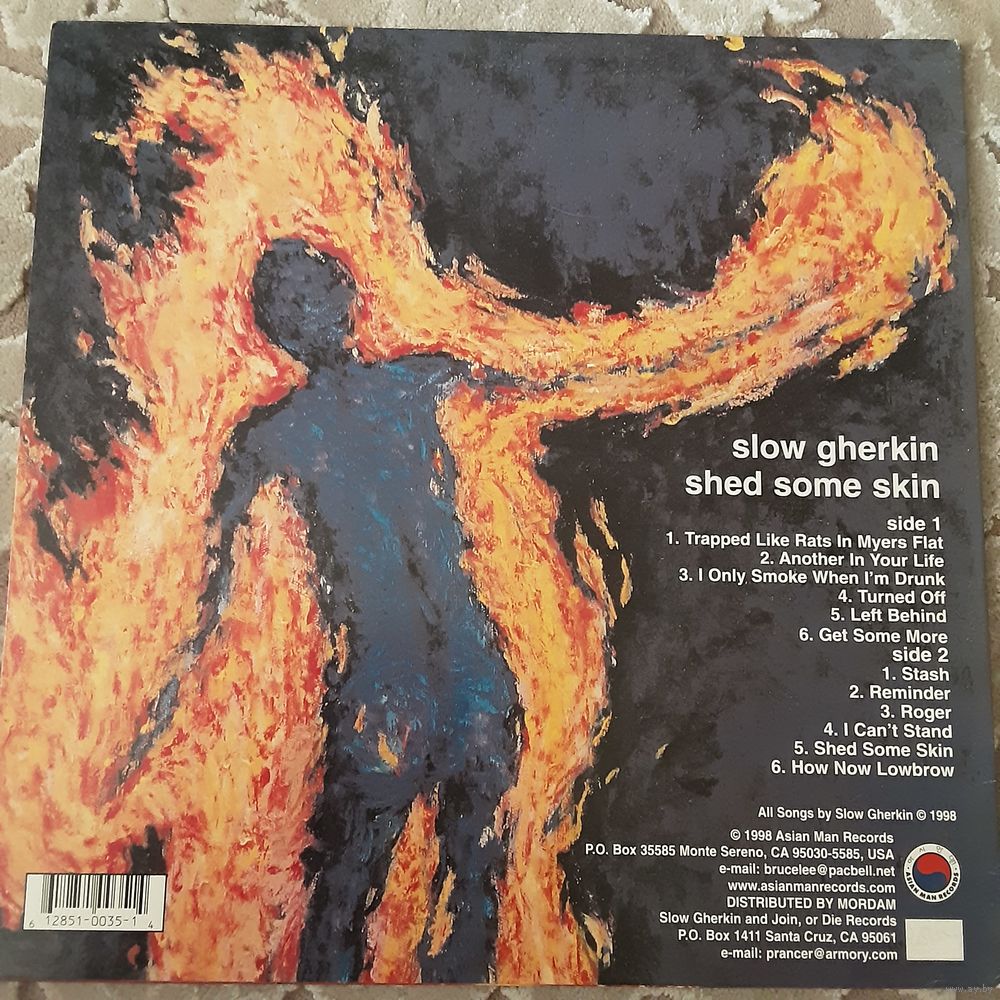 slow gherkin
shed some skin
side 1
1. Trapped Like Rats In Myers Flat
2. Another In Your Life
3. I Only Smoke When I'm Drunk
4. Turned Off
5. Left Behind
6. Get Some More
side 2
1. Stash
2. Reminder
3. Roger
4. I Can't Stand
5. Shed Some Skin
6. How Now Lowbrow
All Songs by Slow Gherkin © 1998
© 1998 Asian Man Records
P.O. Box 35585 Monte Sereno, CA 95030-5585, USA
e-mail: brucelee@pacbell.net
www.asianmanrecords.com
DISTRIBUTED BY MORDAM
Slow Gherkin and Join, or Die Records
P.O. Box 1411 Santa Cruz, CA 95061
e-mail: prancer@armory.com
ASIAN MAN RECORDS
6 12851-0035-1 4